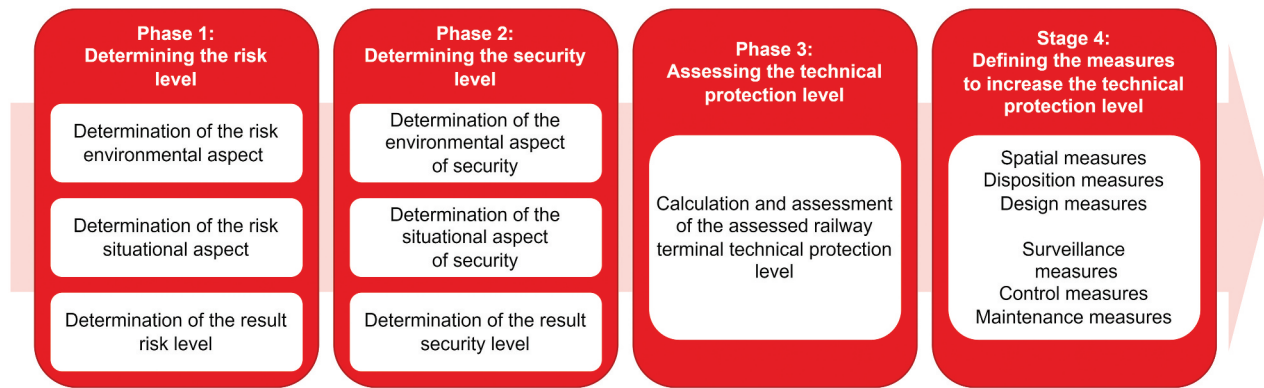 Phase 1:
Determining the risk
level
Determination of the risk
environmental aspect
Determination of the risk
situational aspect
Determination of the result
risk level
Phase 2:
Determining the security
level
Determination of the
environmental aspect
of security
Determination of the
situational aspect
of security
Determination of the result
security level
Phase 3:
Assessing the technical
protection level
Calculation and assessment
of the assessed railway
terminal technical protection
level
Stage 4:
Defining the measures
to increase the technical
protection level
Spatial measures
Disposition measures
Design measures
Surveillance
measures
Control measures
Maintenance measures